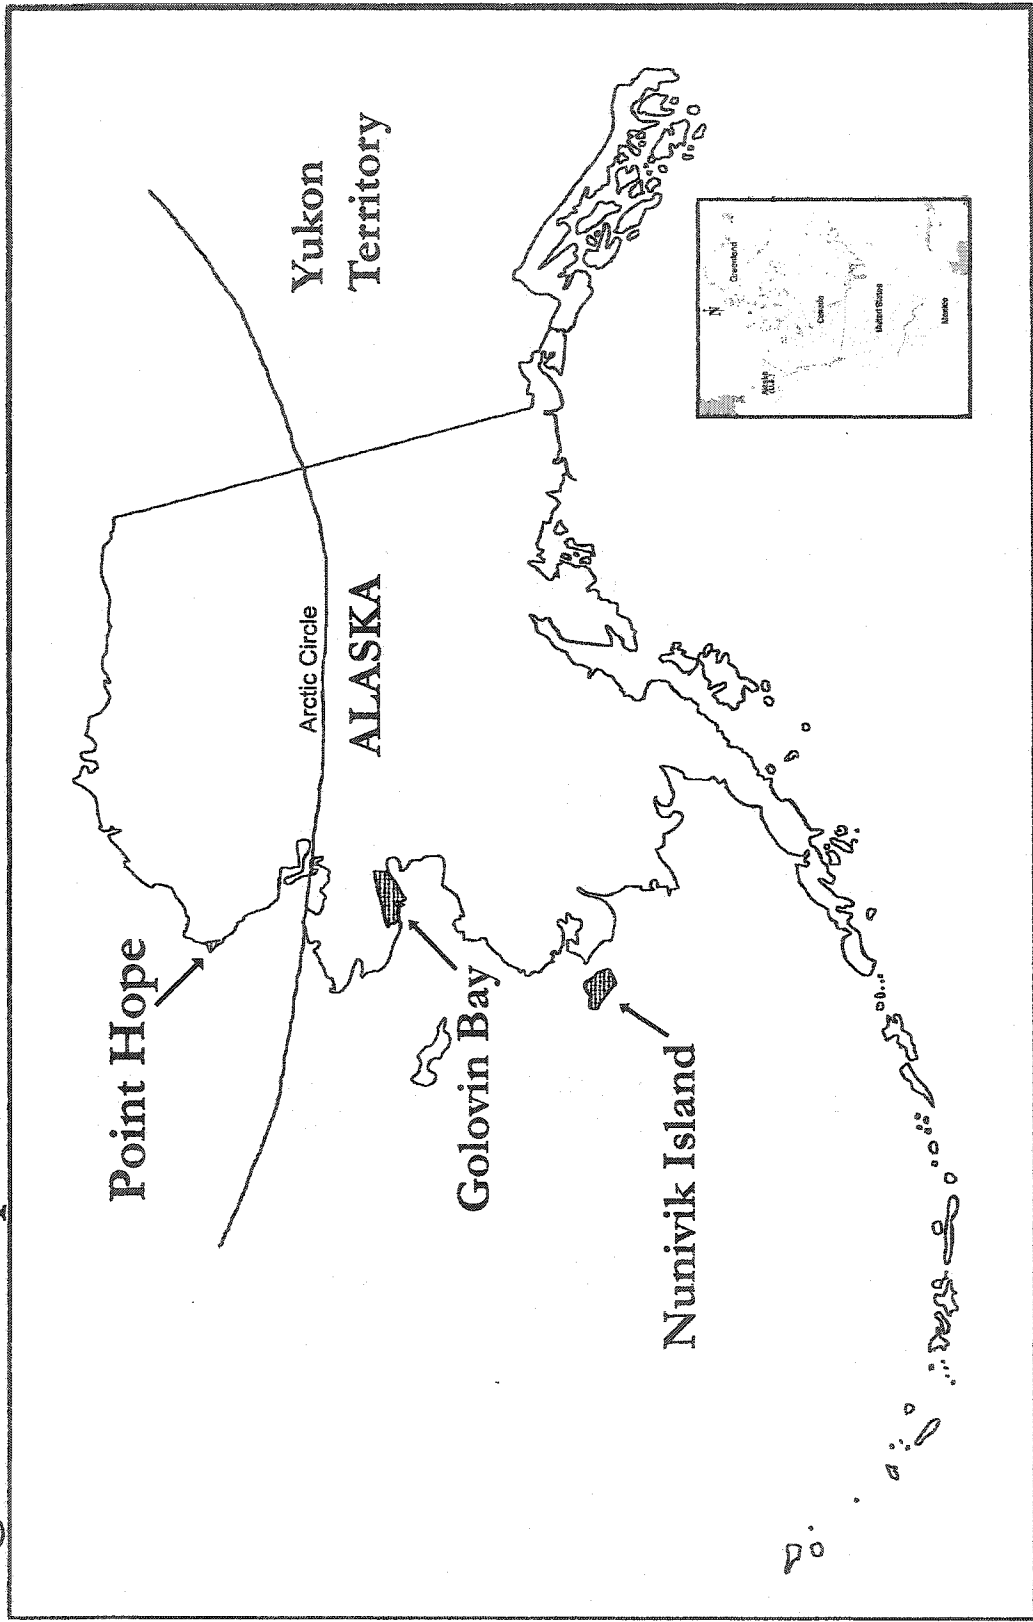 Point Hope
Arctic Circle
Yukon
Territory
ALASKA
Golovin Bay
Nunivik Island
N
Greenland
Canada
United States
Mexico